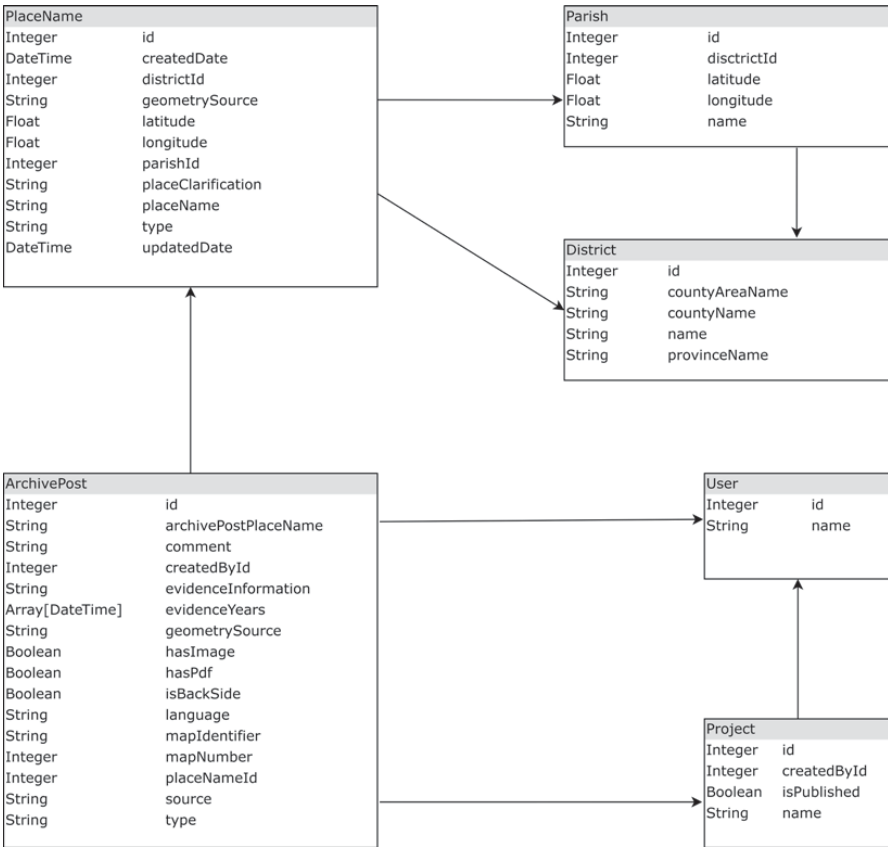 PlaceName
Integer id
DateTime createdDate
Integer districtId
String geometrySource
Float latitude
Float longitude
Integer parishId
String placeClarification
String placeName
String type
DateTime updatedDate
Parish
Integer id
Integer disctrictId
Float latitude
Float longitude
String name
District
Integer id
String countyAreaName
String countyName
String name
String provinceName
ArchivePost
Integer id
String archivePostPlaceName
String comment
Integer createdById
String evidenceInformation
Array[DateTime] evidenceYears
String geometrySource
Boolean hasImage
Boolean hasPdf
Boolean isBackSide
String language
String mapIdentifier
Integer mapNumber
Integer placeNameId
String source
String type
User
Integer id
String name
Project
Integer id
Integer createdById
Boolean isPublished
String name